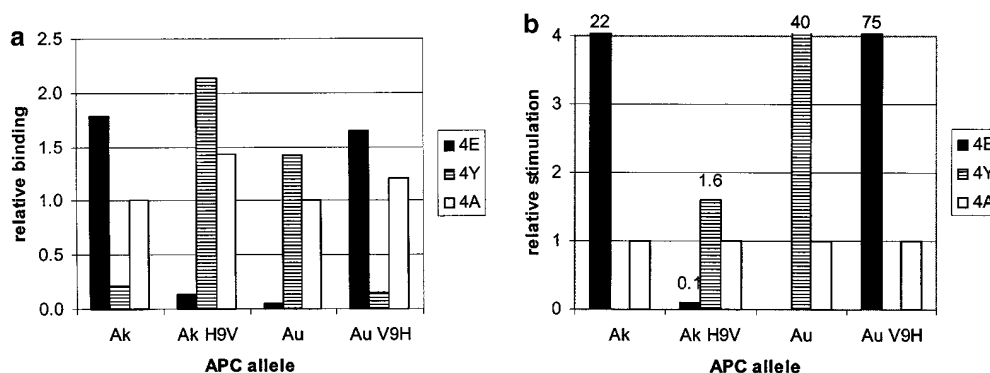 a
2.5
2.0
1.5
1.0
0.5
0.0
relative binding
Ak
Ak H9V
Au
Au V9H
APC allele
4E
4Y
4A
b
22
40
75
4
3
2
1
0
relative stimulation
1.6
0.1
Ak
Ak H9V
Au
Au V9H
APC allele
4E
4Y
4A